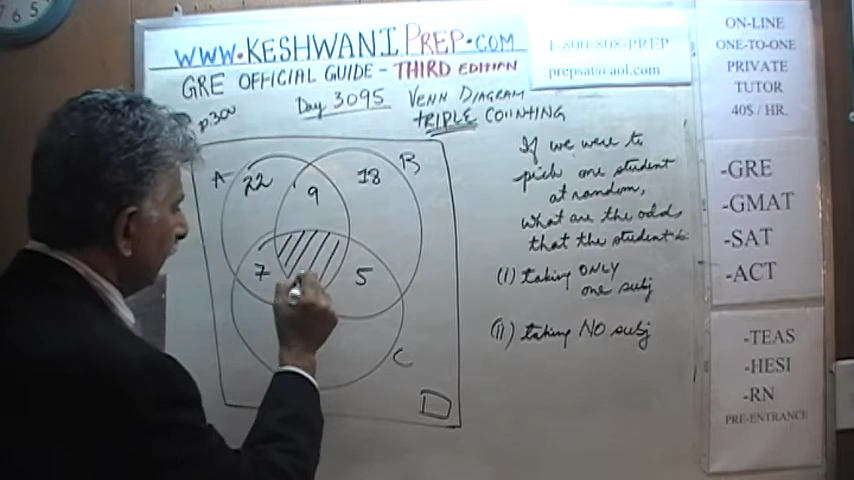 WWW.KESHWANIPREP.COM
GRE OFFICIAL GUIDE - THIRD EDITION
p300
Day 3095 VENN DIAGRAM
TRIPLE COUNTING
1-800-808-PREP
prepsat@aol.com
A
22
9
18
B
7
5
C
D
If we were to
pick one student
at random,
what are the odds
that the student is:
(i) taking ONLY
one subj
(ii) taking NO subj
ON-LINE
ONE-TO-ONE
PRIVATE
TUTOR
40$ / HR.
-GRE
-GMAT
-SAT
-ACT
-TEAS
-HESI
-RN
PRE-ENTRANCE
7 6 5